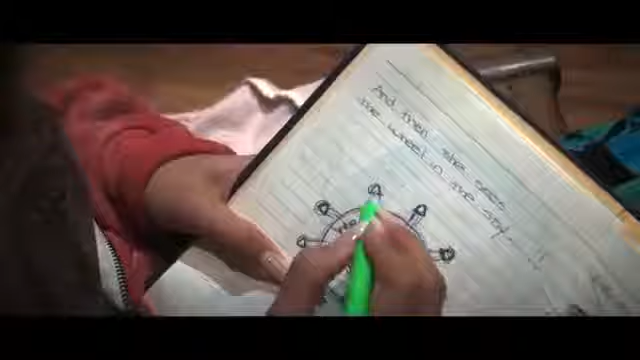 And then she sees
the wheel in the sky...!!